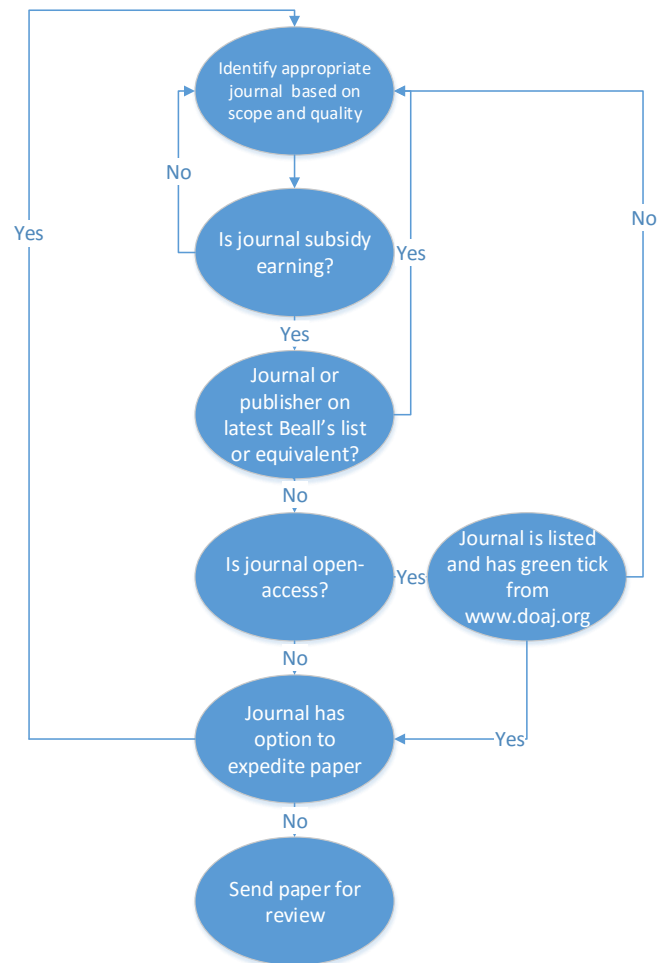 Identify appropriate
journal based on
scope and quality
No
No
Yes
Is journal subsidy
earning?
Yes
Yes
Journal or
publisher on
latest Beall's list
or equivalent?
No
Is journal open-
access?
Yes
Journal is listed
and has green tick
from
www.doaj.org
No
Journal has
option to
expedite paper
Yes
No
Send paper for
review